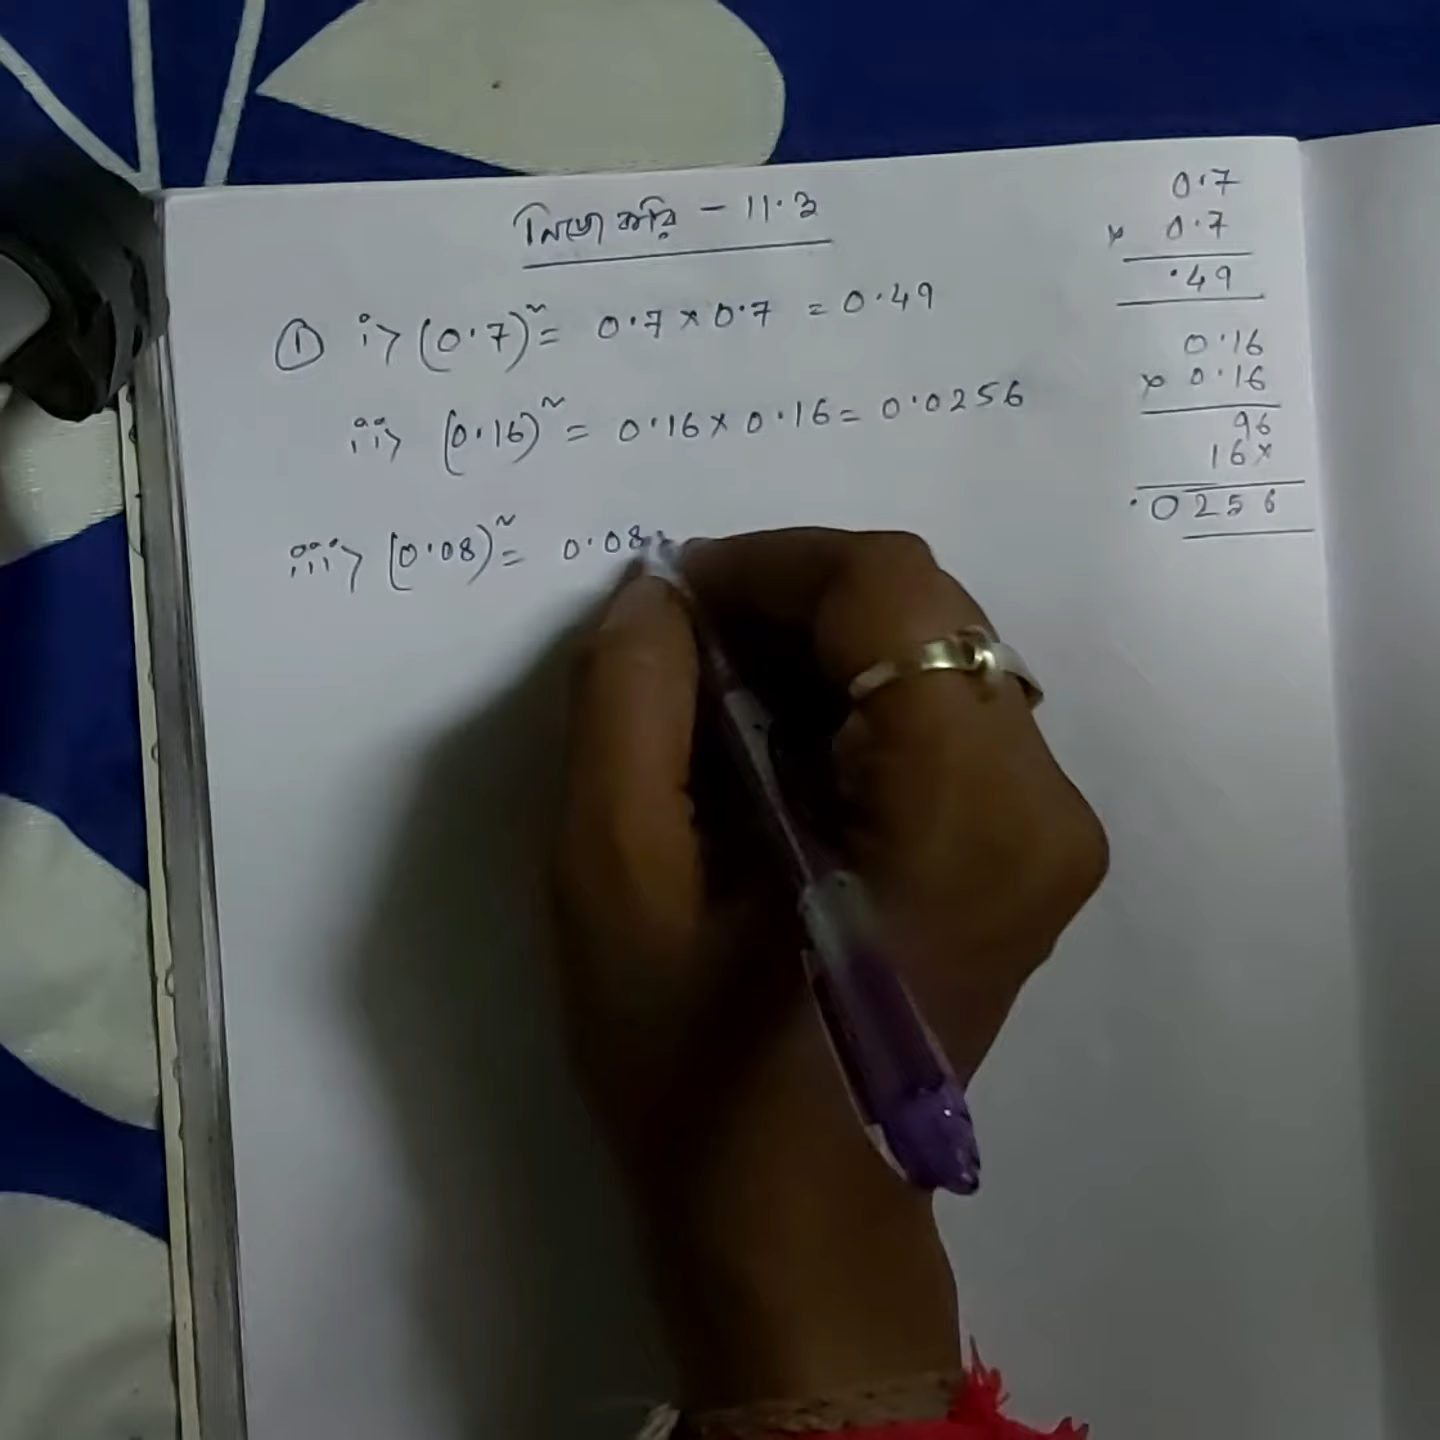 নিজে করি - 11.3
① i> (0.7)² = 0.7 × 0.7 = 0.49
ii> (0.16)² = 0.16 × 0.16 = 0.0256
iii> (0.08)² = 0.08
0.7
× 0.7
.49
0.16
× 0.16
96
16×
.0256